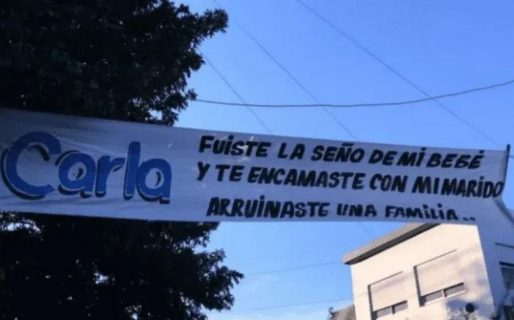 Carla
FUISTE LA SEÑO DE MI BEBÉ
Y TE ENCAMASTE CON MI MARIDO
ARRUINASTE UNA FAMILIA...